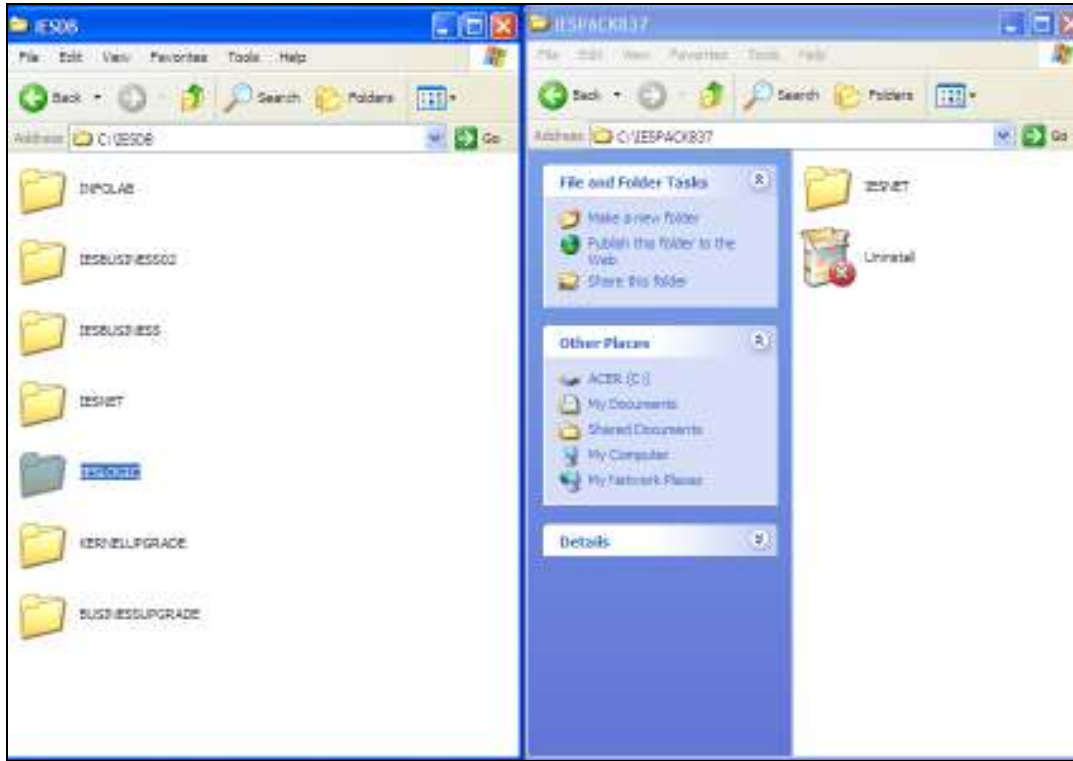 IESDB
File Edit View Favorites Tools Help
Back Search Folders
Address C:\IESDB Go
INFOLAB
IESBUSINESS02
IESBUSINESS
IESNET
KERNELUPGRADE
BUSINESSUPGRADE
IESPACK837
File Edit View Favorites Tools Help
Back Search Folders
Address C:\IESPACK837 Go
File and Folder Tasks
Make a new folder
Publish this folder to the
Web
Share this folder
Other Places
ACER (C:)
My Documents
Shared Documents
My Computer
My Network Places
Details
IESNET
Uninstall